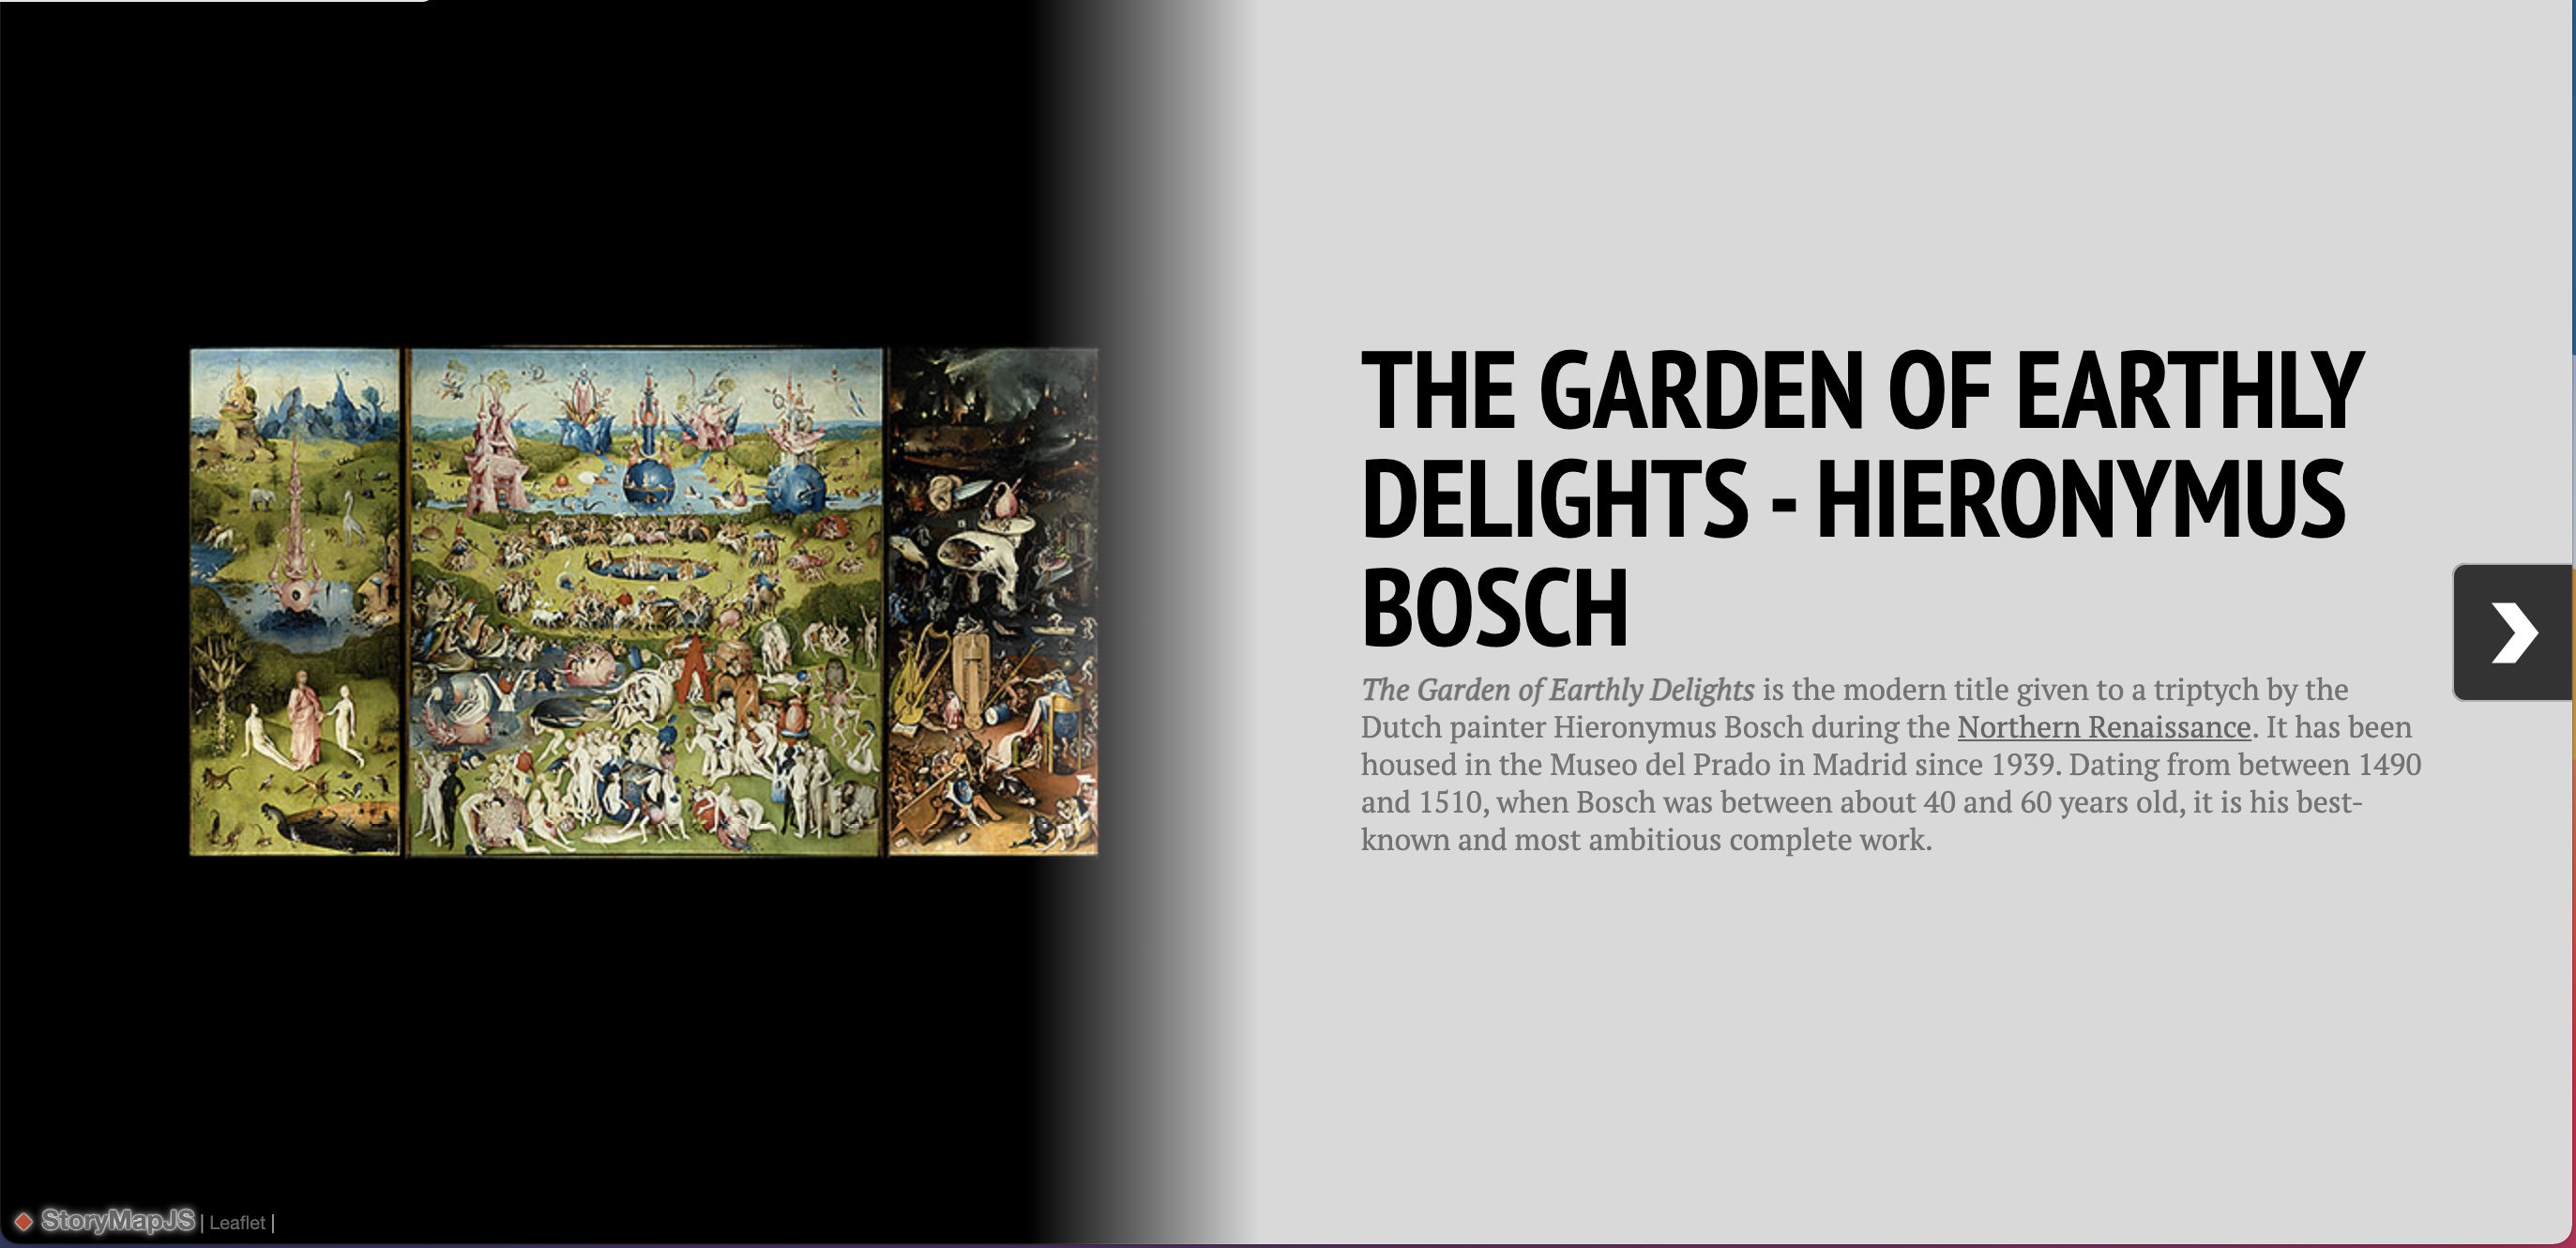 THE GARDEN OF EARTHLY
DELIGHTS - HIERONYMUS
BOSCH
The Garden of Earthly Delights is the modern title given to a triptych by the
Dutch painter Hieronymus Bosch during the Northern Renaissance. It has been
housed in the Museo del Prado in Madrid since 1939. Dating from between 1490
and 1510, when Bosch was between about 40 and 60 years old, it is his best-
known and most ambitious complete work.
StoryMapJS | Leaflet |